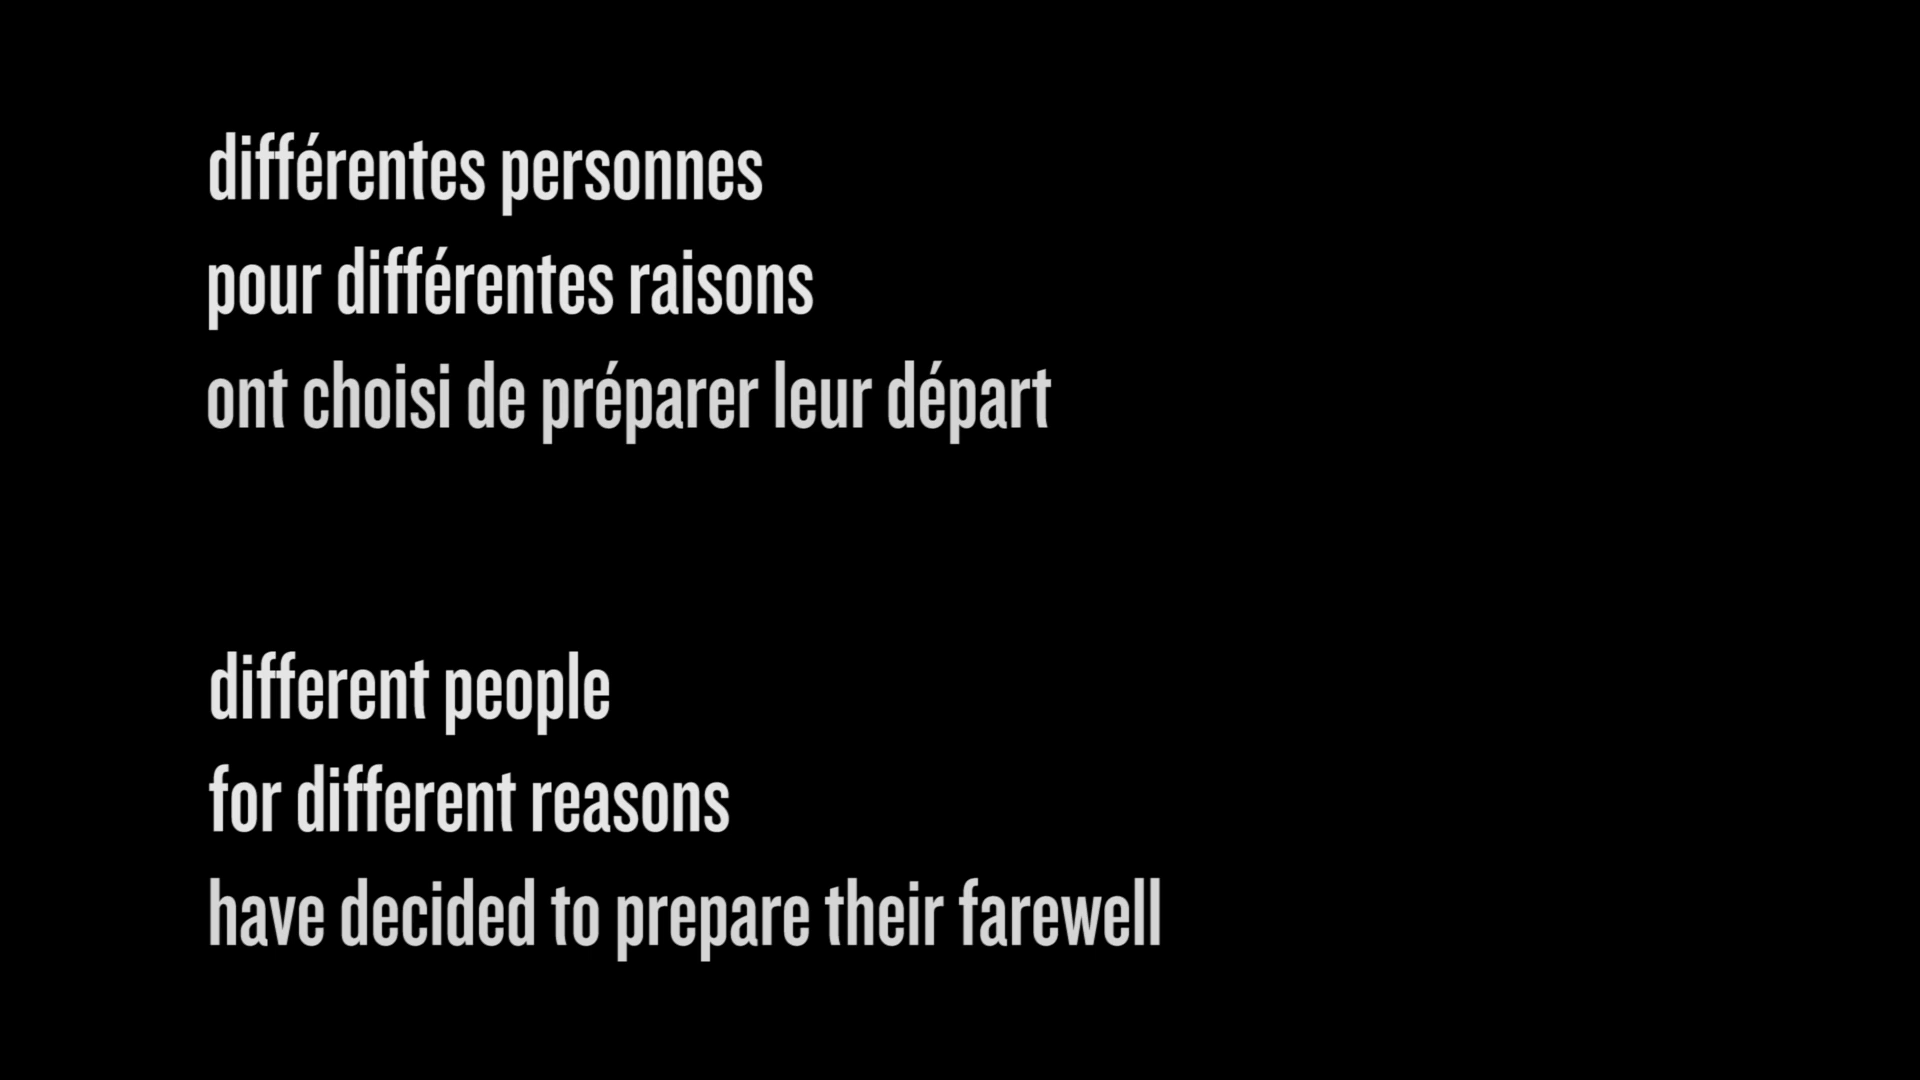 différentes personnes
pour différentes raisons
ont choisi de préparer leur départ
different people
for different reasons
have decided to prepare their farewell